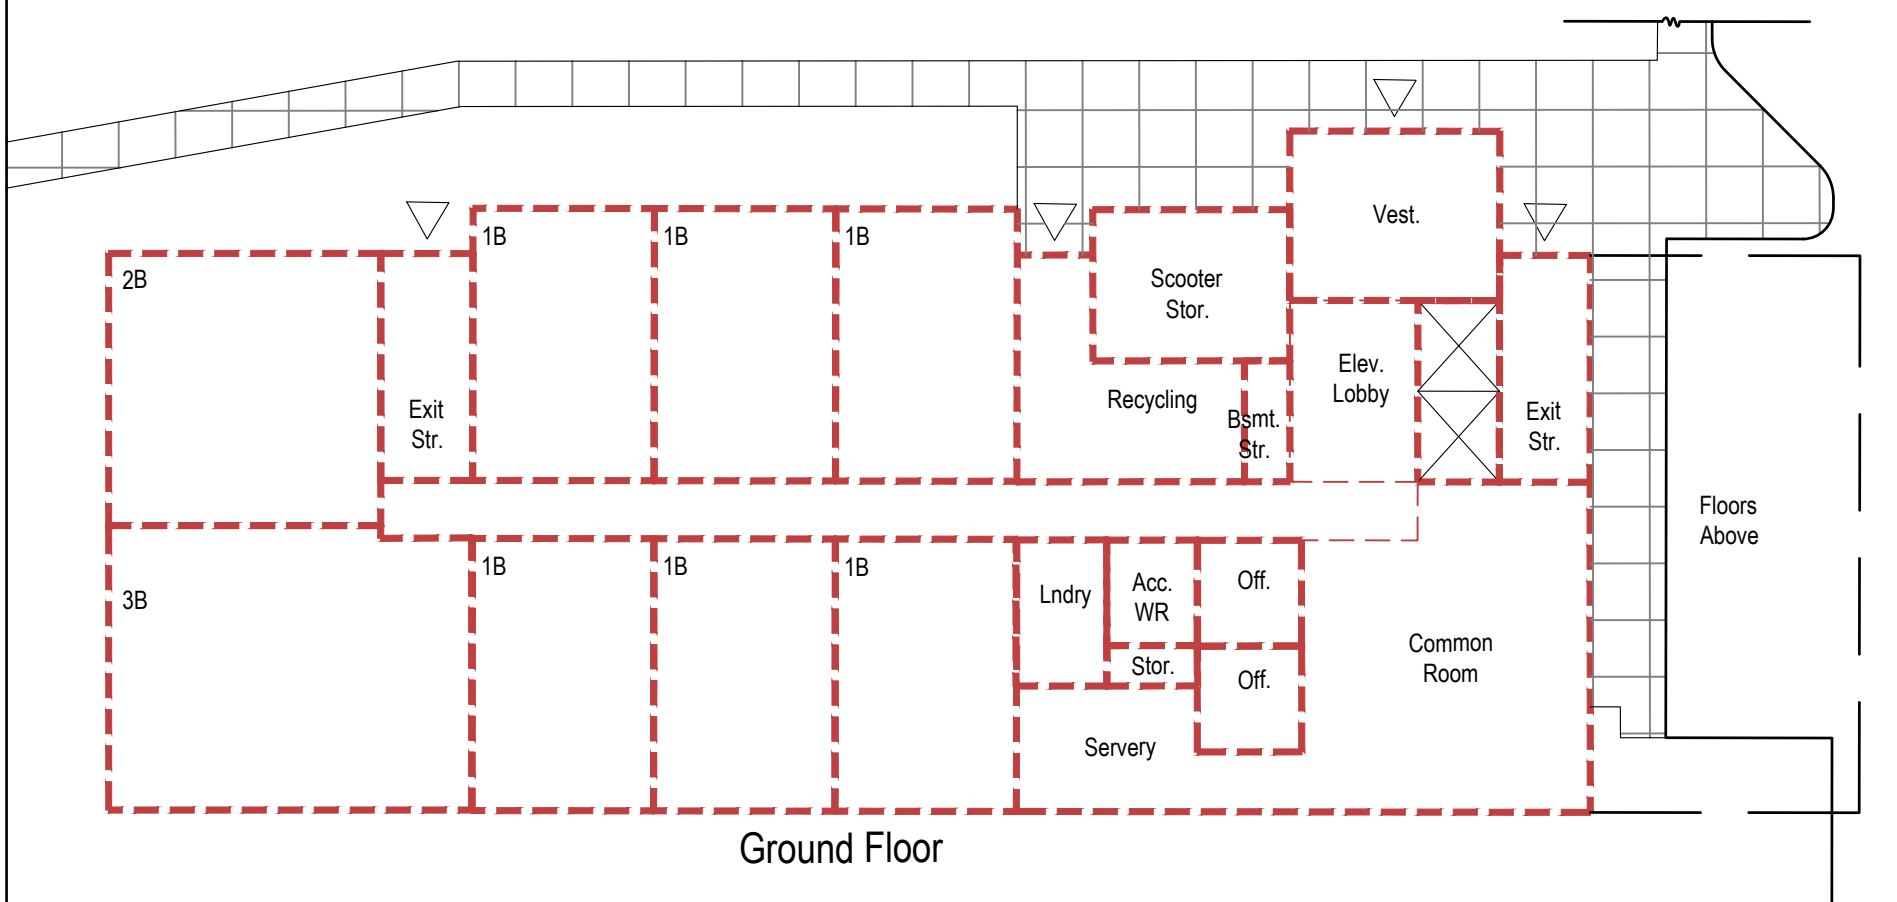 Vest.
1B
1B
1B
2B
Scooter
Stor.
Elev.
Lobby
Recycling
Exit
Str.
Bsmt.
Str.
Exit
Str.
Floors
Above
1B
1B
1B
3B
Lndry
Acc.
WR
Off.
Common
Room
Stor.
Off.
Servery
Ground Floor